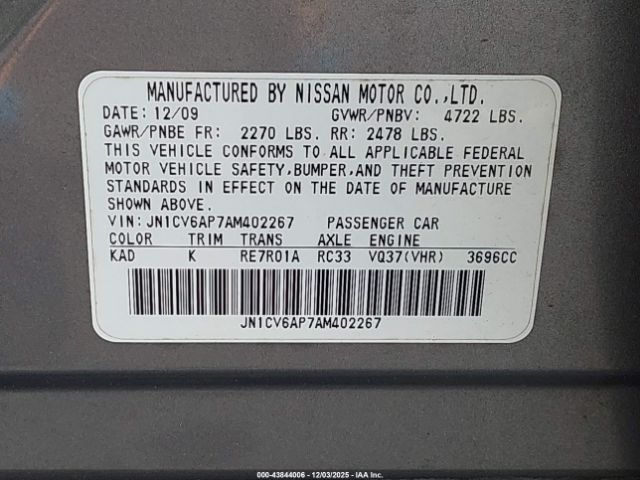 MANUFACTURED BY NISSAN MOTOR CO.,LTD.
DATE: 12/09 GVWR/PNBV: 4722 LBS.
GAWR/PNBE FR: 2270 LBS. RR: 2478 LBS.
THIS VEHICLE CONFORMS TO ALL APPLICABLE FEDERAL
MOTOR VEHICLE SAFETY,BUMPER,AND THEFT PREVENTION
STANDARDS IN EFFECT ON THE DATE OF MANUFACTURE
SHOWN ABOVE.
VIN: JN1CV6AP7AM402267 PASSENGER CAR
COLOR TRIM TRANS AXLE ENGINE
KAD K RE7R01A RC33 VQ37(VHR) 3696CC
JN1CV6AP7AM402267
000-43844006 - 12/03/2025 - IAA Inc.